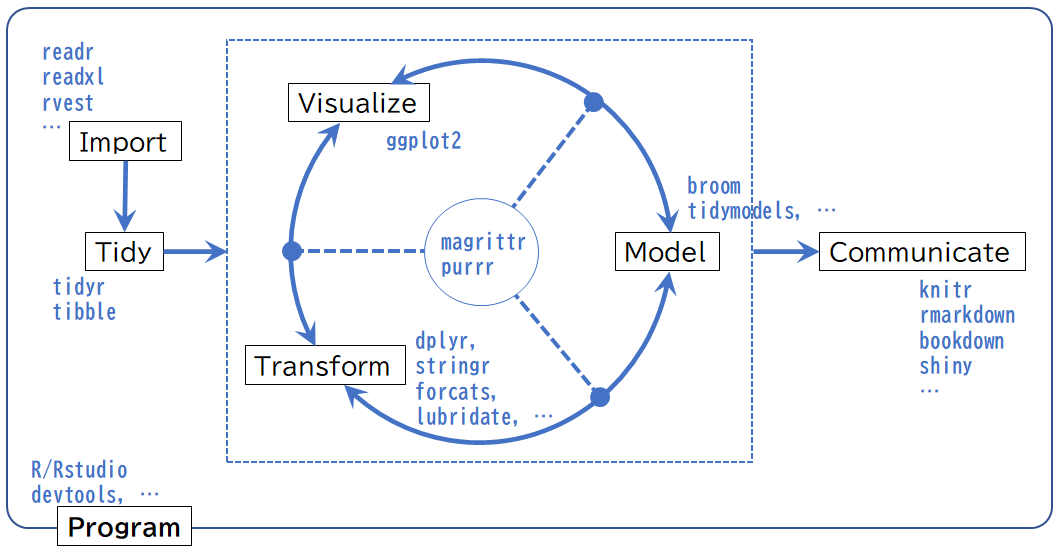 readr
readxl
rvest
…
Import
Tidy
tidyr
tibble
Visualize
ggplot2
magrittr
purrr
Transform
dplyr,
stringr
forcats,
lubridate, …
broom
tidymodels, …
Model
Communicate
knitr
rmarkdown
bookdown
shiny
…
R/Rstudio
devtools, …
Program